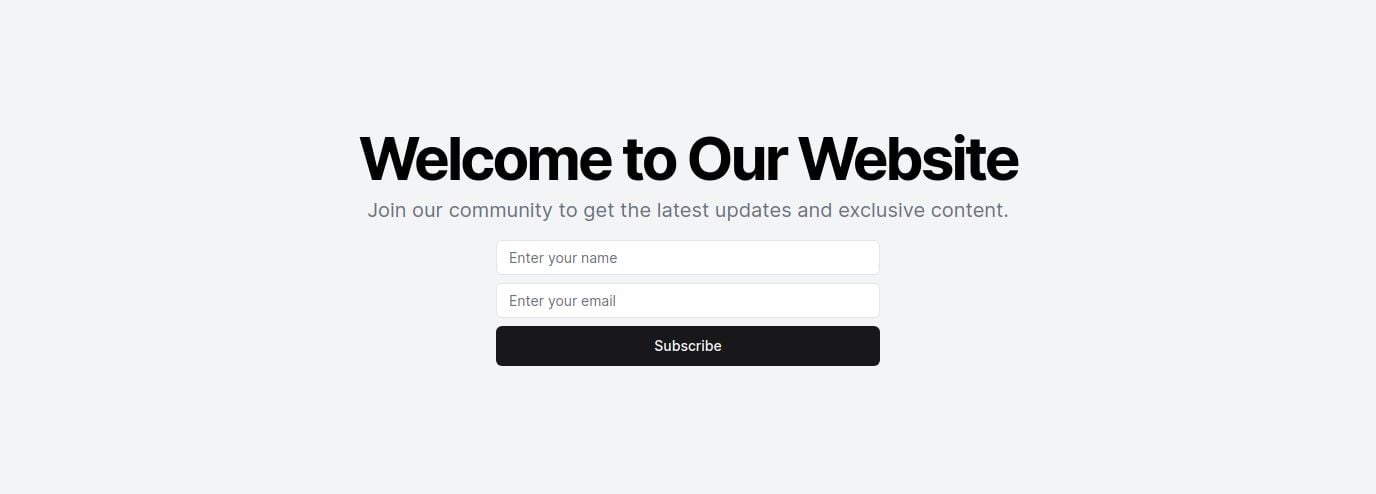 Welcome to Our Website
Join our community to get the latest updates and exclusive content.
Enter your name
Enter your email
Subscribe